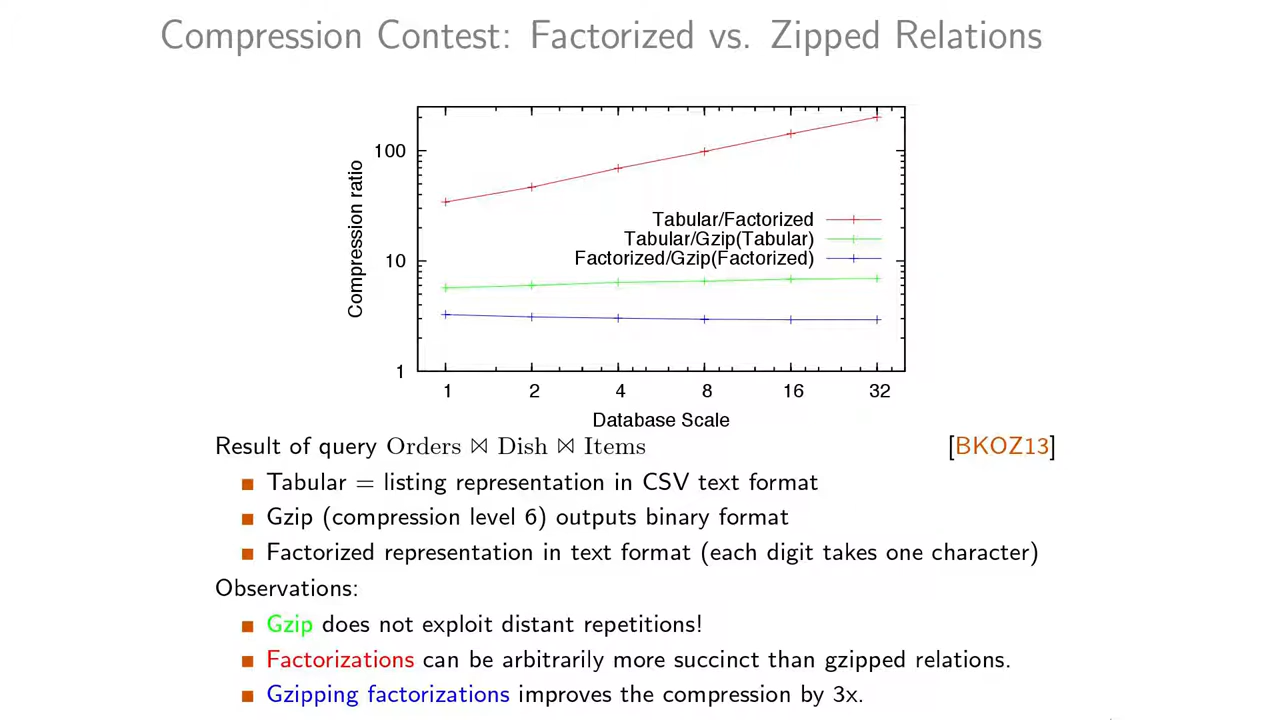 Compression Contest: Factorized vs. Zipped Relations
100
10
1
Compression ratio
Tabular/Factorized
Tabular/Gzip(Tabular)
Factorized/Gzip(Factorized)
1 2 4 8 16 32
Database Scale
Result of query Orders ⋈ Dish ⋈ Items [BKOZ13]
Tabular = listing representation in CSV text format
Gzip (compression level 6) outputs binary format
Factorized representation in text format (each digit takes one character)
Observations:
Gzip does not exploit distant repetitions!
Factorizations can be arbitrarily more succinct than gzipped relations.
Gzipping factorizations improves the compression by 3x.